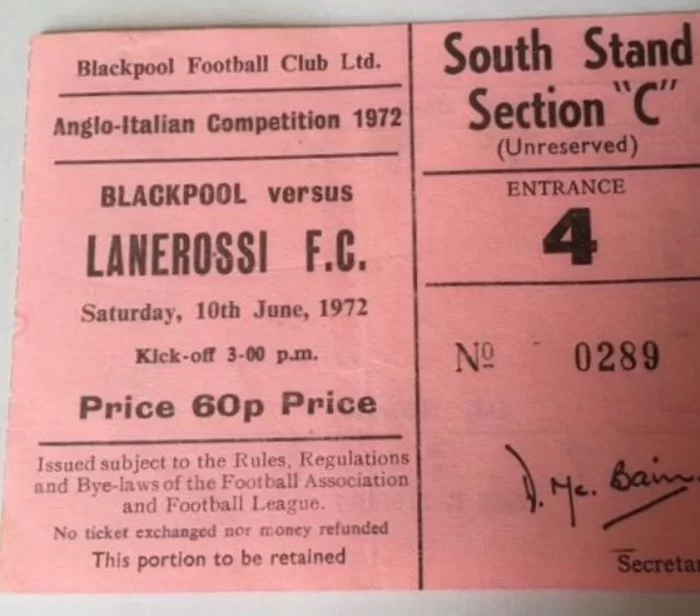 Blackpool Football Club Ltd.
Anglo-Italian Competition 1972
BLACKPOOL versus
LANEROSSI F.C.
Saturday, 10th June, 1972
Kick-off 3-00 p.m.
Price 60p Price
Issued subject to the Rules, Regulations
and Bye-laws of the Football Association
and Football League.
No ticket exchanged nor money refunded
This portion to be retained
South Stand
Section "C"
(Unreserved)
ENTRANCE
4
Nº 0289
D. Mc. Bain.
Secreta